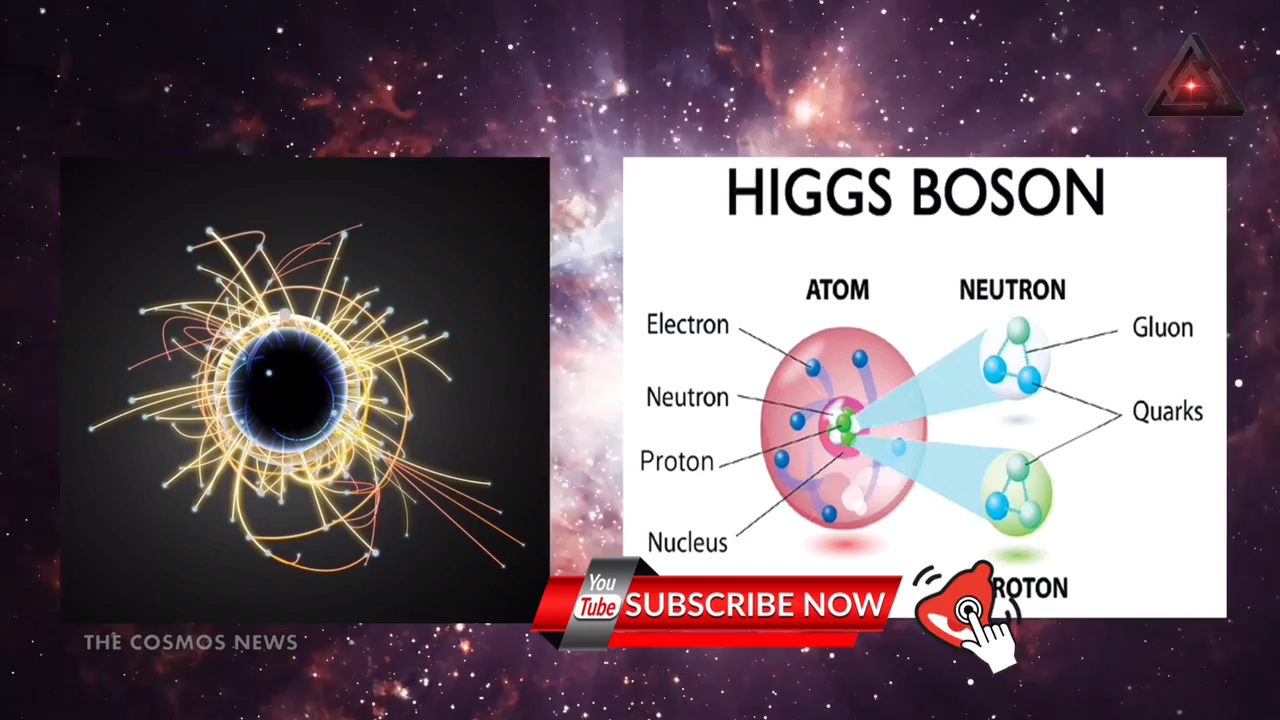 HIGGS BOSON
ATOM
NEUTRON
Electron
Gluon
Neutron
Quarks
Proton
Nucleus
ROTON
You
Tube
SUBSCRIBE NOW
THE COSMOS NEWS